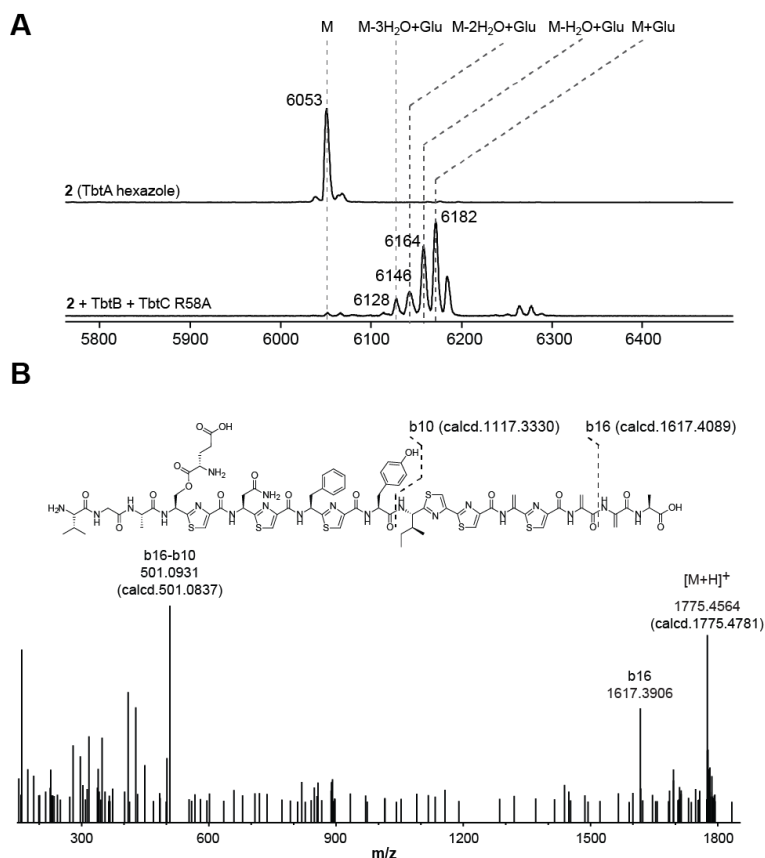 A
M M-3H₂O+Glu M-2H₂O+Glu M-H₂O+Glu M+Glu
6053
2 (TbtA hexazole)
6182
6164
6146
6128
2 + TbtB + TbtC R58A
5800 5900 6000 6100 6200 6300 6400
B
b10 (calcd.1117.3330) b16 (calcd.1617.4089)
O OH
O NH₂ OH
O
H₂N O H N N H O O N H N S O N H NH₂ O N S O N H N S O N H O H N S N N S O N H N S O N H O H N O OH
b16-b10
501.0931
(calcd.501.0837)
[M+H]⁺
1775.4564
(calcd.1775.4781)
b16
1617.3906
300 600 900 1200 1500 1800
m/z